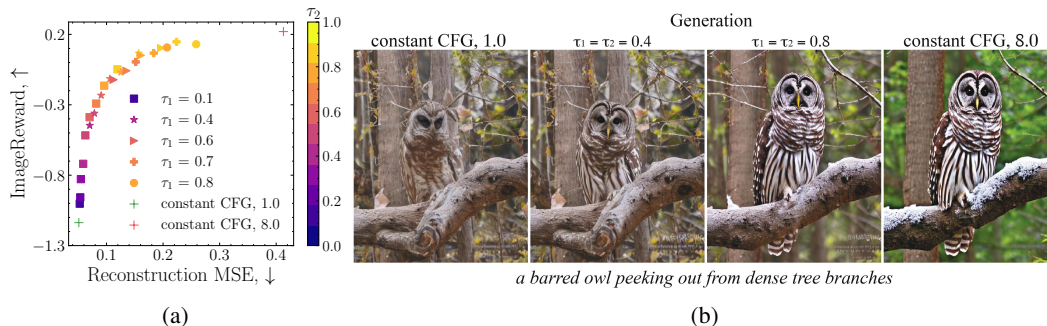 τ₂
0.2
−0.3
−0.8
−1.3
ImageReward, ↑
0.1
0.2
0.3
0.4
Reconstruction MSE, ↓
τ₁ = 0.1
τ₁ = 0.4
τ₁ = 0.6
τ₁ = 0.7
τ₁ = 0.8
constant CFG, 1.0
constant CFG, 8.0
1.0
0.8
0.6
0.4
0.2
0.0
(a)
Generation
constant CFG, 1.0
τ₁ = τ₂ = 0.4
τ₁ = τ₂ = 0.8
constant CFG, 8.0
a barred owl peeking out from dense tree branches
(b)